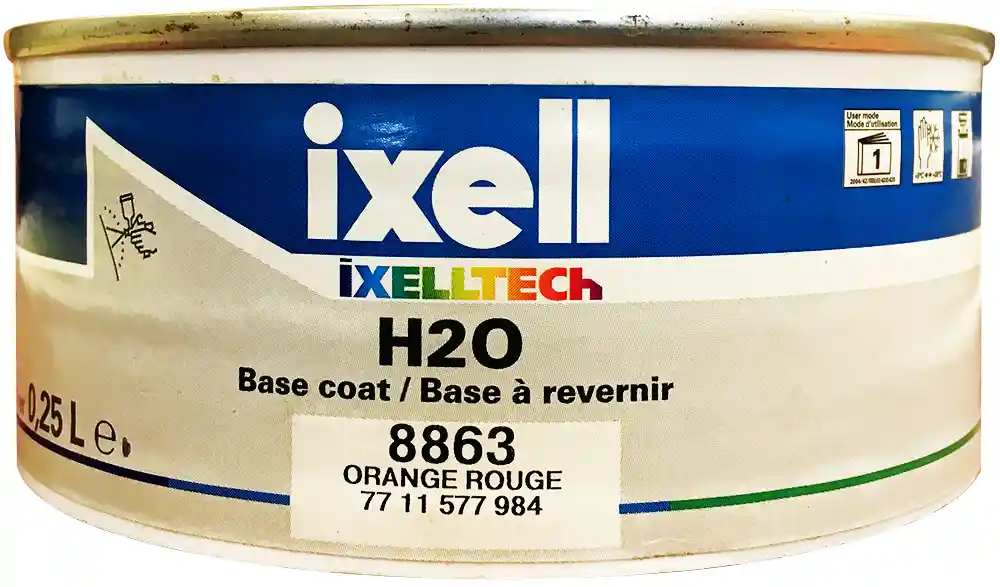 ixell
User mode
Mode d'utilisation
1
iXELLTECh
H2O
Base coat / Base à revernir
0,25 L e
8863
ORANGE ROUGE
77 11 577 984